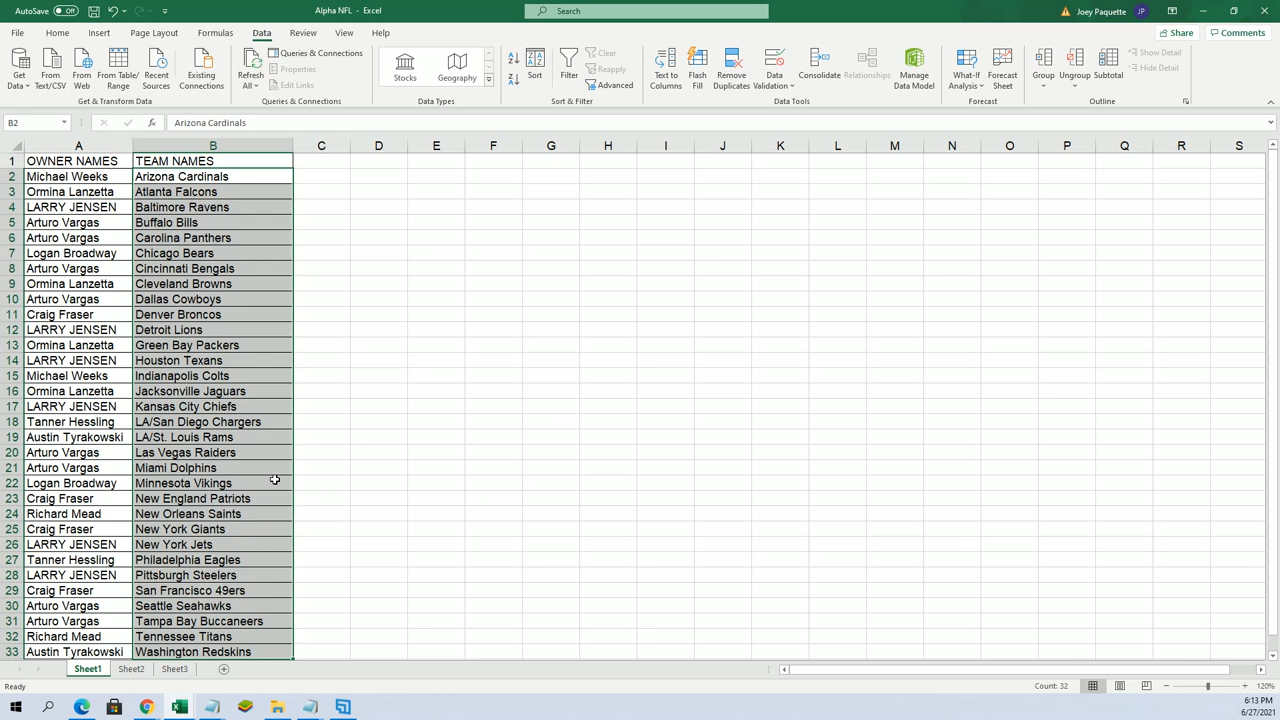 AutoSave Off
Alpha NFL - Excel
Search
Joey Paquette JP
File Home Insert Page Layout Formulas Data Review View Help
Share Comments
Get Data
From Text/CSV
From Web
From Table/ Range
Recent Sources
Existing Connections
Get & Transform Data
Refresh All
Queries & Connections
Properties
Edit Links
Queries & Connections
Stocks
Geography
Data Types
Sort
Filter
Clear
Reapply
Advanced
Sort & Filter
Text to Columns
Flash Fill
Remove Duplicates
Data Validation
Consolidate
Relationships
Manage Data Model
Data Tools
What-If Analysis
Forecast Sheet
Forecast
Group
Ungroup
Subtotal
Show Detail
Hide Detail
Outline
B2 fx Arizona Cardinals
A B C D E F G H I J K L M N O P Q R S
1 OWNER NAMES TEAM NAMES
2 Michael Weeks Arizona Cardinals
3 Ormina Lanzetta Atlanta Falcons
4 LARRY JENSEN Baltimore Ravens
5 Arturo Vargas Buffalo Bills
6 Arturo Vargas Carolina Panthers
7 Logan Broadway Chicago Bears
8 Arturo Vargas Cincinnati Bengals
9 Ormina Lanzetta Cleveland Browns
10 Arturo Vargas Dallas Cowboys
11 Craig Fraser Denver Broncos
12 LARRY JENSEN Detroit Lions
13 Ormina Lanzetta Green Bay Packers
14 LARRY JENSEN Houston Texans
15 Michael Weeks Indianapolis Colts
16 Ormina Lanzetta Jacksonville Jaguars
17 LARRY JENSEN Kansas City Chiefs
18 Tanner Hessling LA/San Diego Chargers
19 Austin Tyrakowski LA/St. Louis Rams
20 Arturo Vargas Las Vegas Raiders
21 Arturo Vargas Miami Dolphins
22 Logan Broadway Minnesota Vikings
23 Craig Fraser New England Patriots
24 Richard Mead New Orleans Saints
25 Craig Fraser New York Giants
26 LARRY JENSEN New York Jets
27 Tanner Hessling Philadelphia Eagles
28 LARRY JENSEN Pittsburgh Steelers
29 Craig Fraser San Francisco 49ers
30 Arturo Vargas Seattle Seahawks
31 Arturo Vargas Tampa Bay Buccaneers
32 Richard Mead Tennessee Titans
33 Austin Tyrakowski Washington Redskins
Sheet1 Sheet2 Sheet3
Ready
Count: 32
120%
6:13 PM
6/27/2021